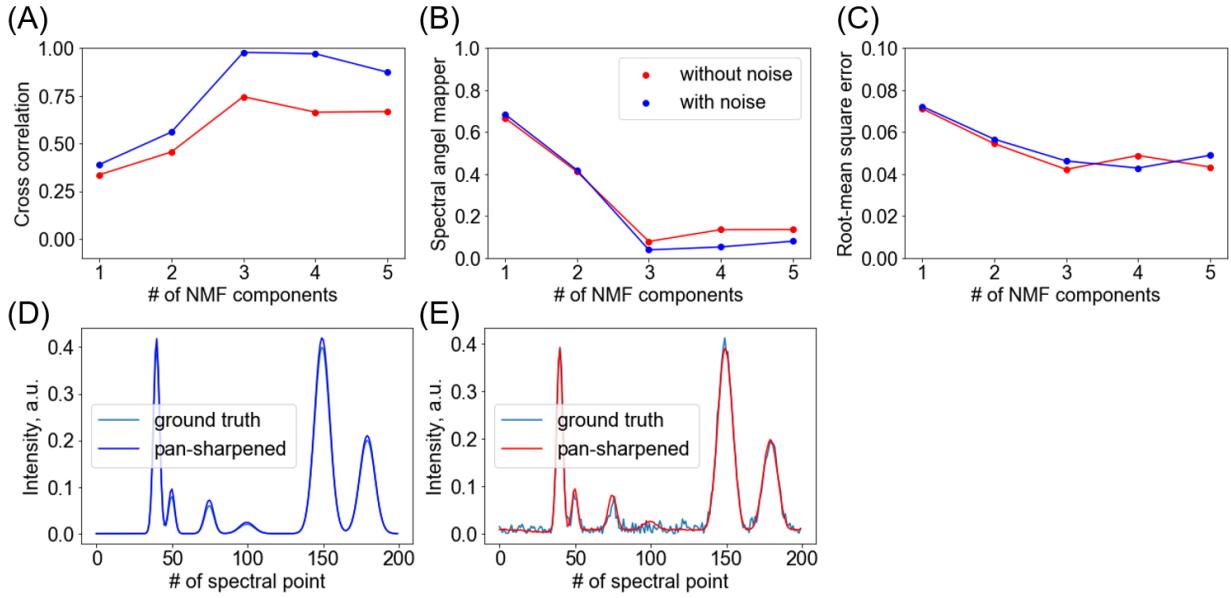 (A)
1.00
0.75
0.50
0.25
0.00
Cross correlation
1 2 3 4 5
# of NMF components
(B)
1.0
0.8
0.6
0.4
0.2
0.0
Spectral angel mapper
without noise
with noise
1 2 3 4 5
# of NMF components
(C)
0.10
0.08
0.06
0.04
0.02
0.00
Root-mean square error
1 2 3 4 5
# of NMF components
(D)
0.4
0.3
0.2
0.1
0.0
Intensity, a.u.
ground truth
pan-sharpened
0 50 100 150 200
# of spectral point
(E)
0.4
0.3
0.2
0.1
0.0
Intensity, a.u.
ground truth
pan-sharpened
0 50 100 150 200
# of spectral point